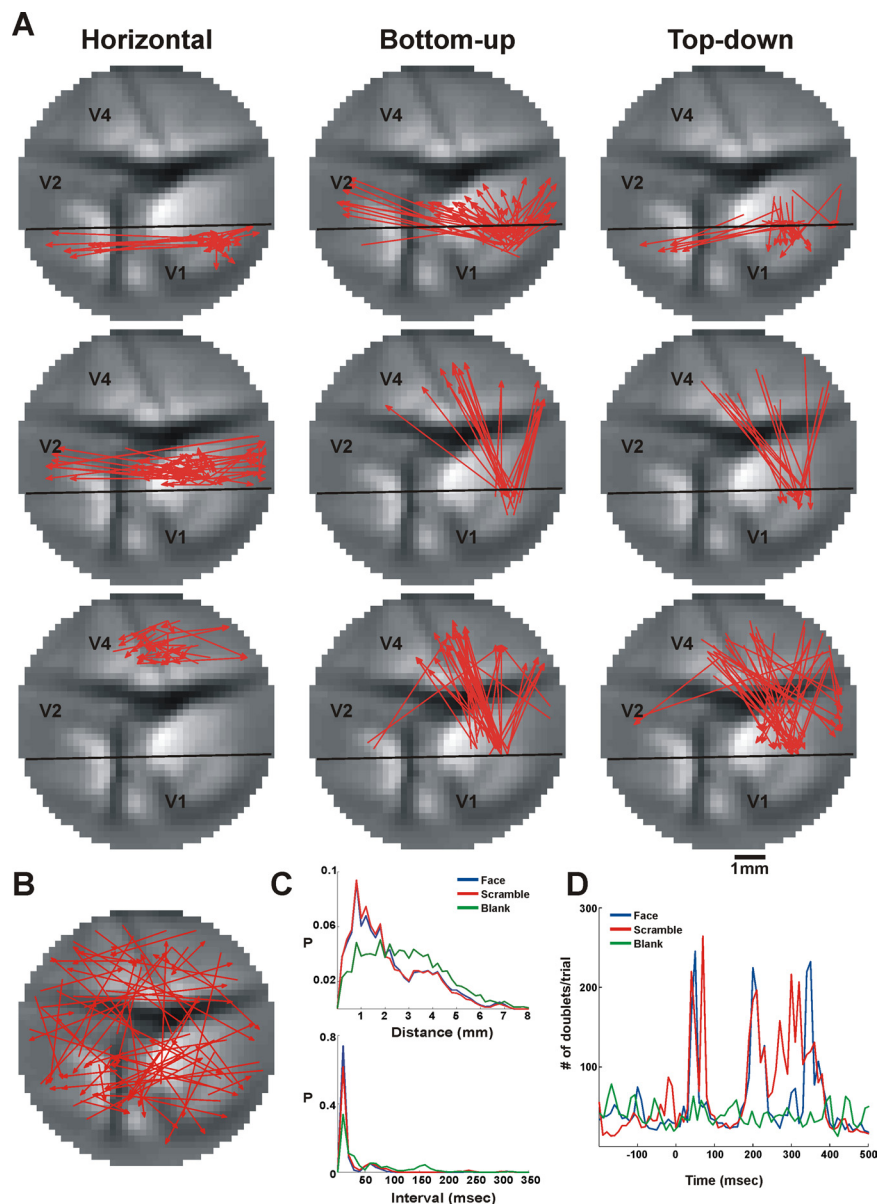 A
Horizontal Bottom-up Top-down
V4 V4 V4
V2 V2 V2
V1 V1 V1
V4 V4 V4
V2 V2 V2
V1 V1 V1
V4 V4 V4
V2 V2 V2
V1 V1 V1
1mm
B
C
0.1
Face
Scramble
Blank
0.06
P
0.02
1 2 3 4 5 6 7 8
Distance (mm)
0.8
P
0.4
0
50 100 150 200 250 300 350
Interval (msec)
D
300
Face
Scramble
Blank
200
# of doublets/trial
100
-100 0 100 200 300 400 500
Time (msec)